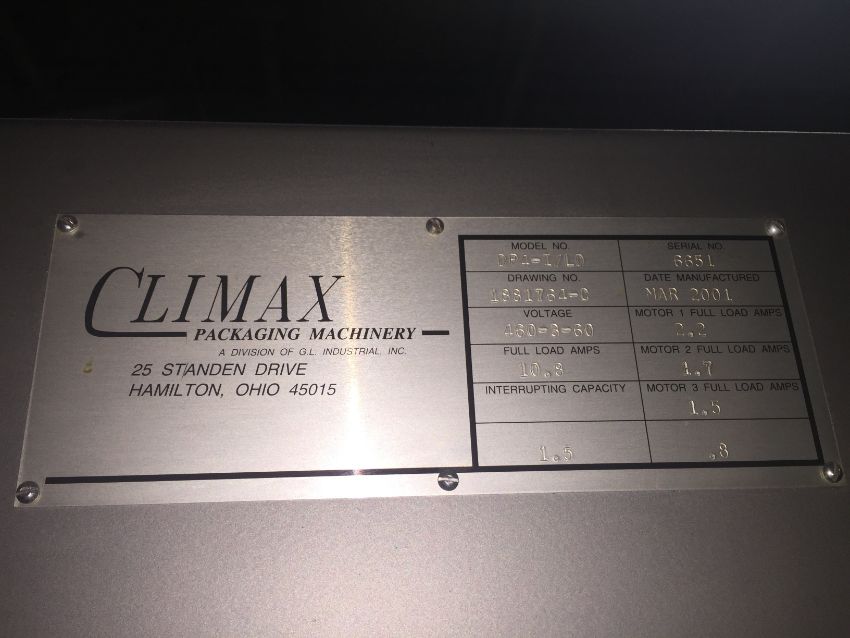 CLIMAX
PACKAGING MACHINERY
A DIVISION OF G.L. INDUSTRIAL, INC.
25 STANDEN DRIVE
HAMILTON, OHIO 45015
MODEL NO. SERIAL NO.
6651
DRAWING NO. DATE MANUFACTURED
1881764-C MAR 2001
VOLTAGE MOTOR 1 FULL LOAD AMPS
460-3-60 2.2
FULL LOAD AMPS MOTOR 2 FULL LOAD AMPS
10.8 1.7
INTERRUPTING CAPACITY MOTOR 3 FULL LOAD AMPS
1.5
1.5 .8